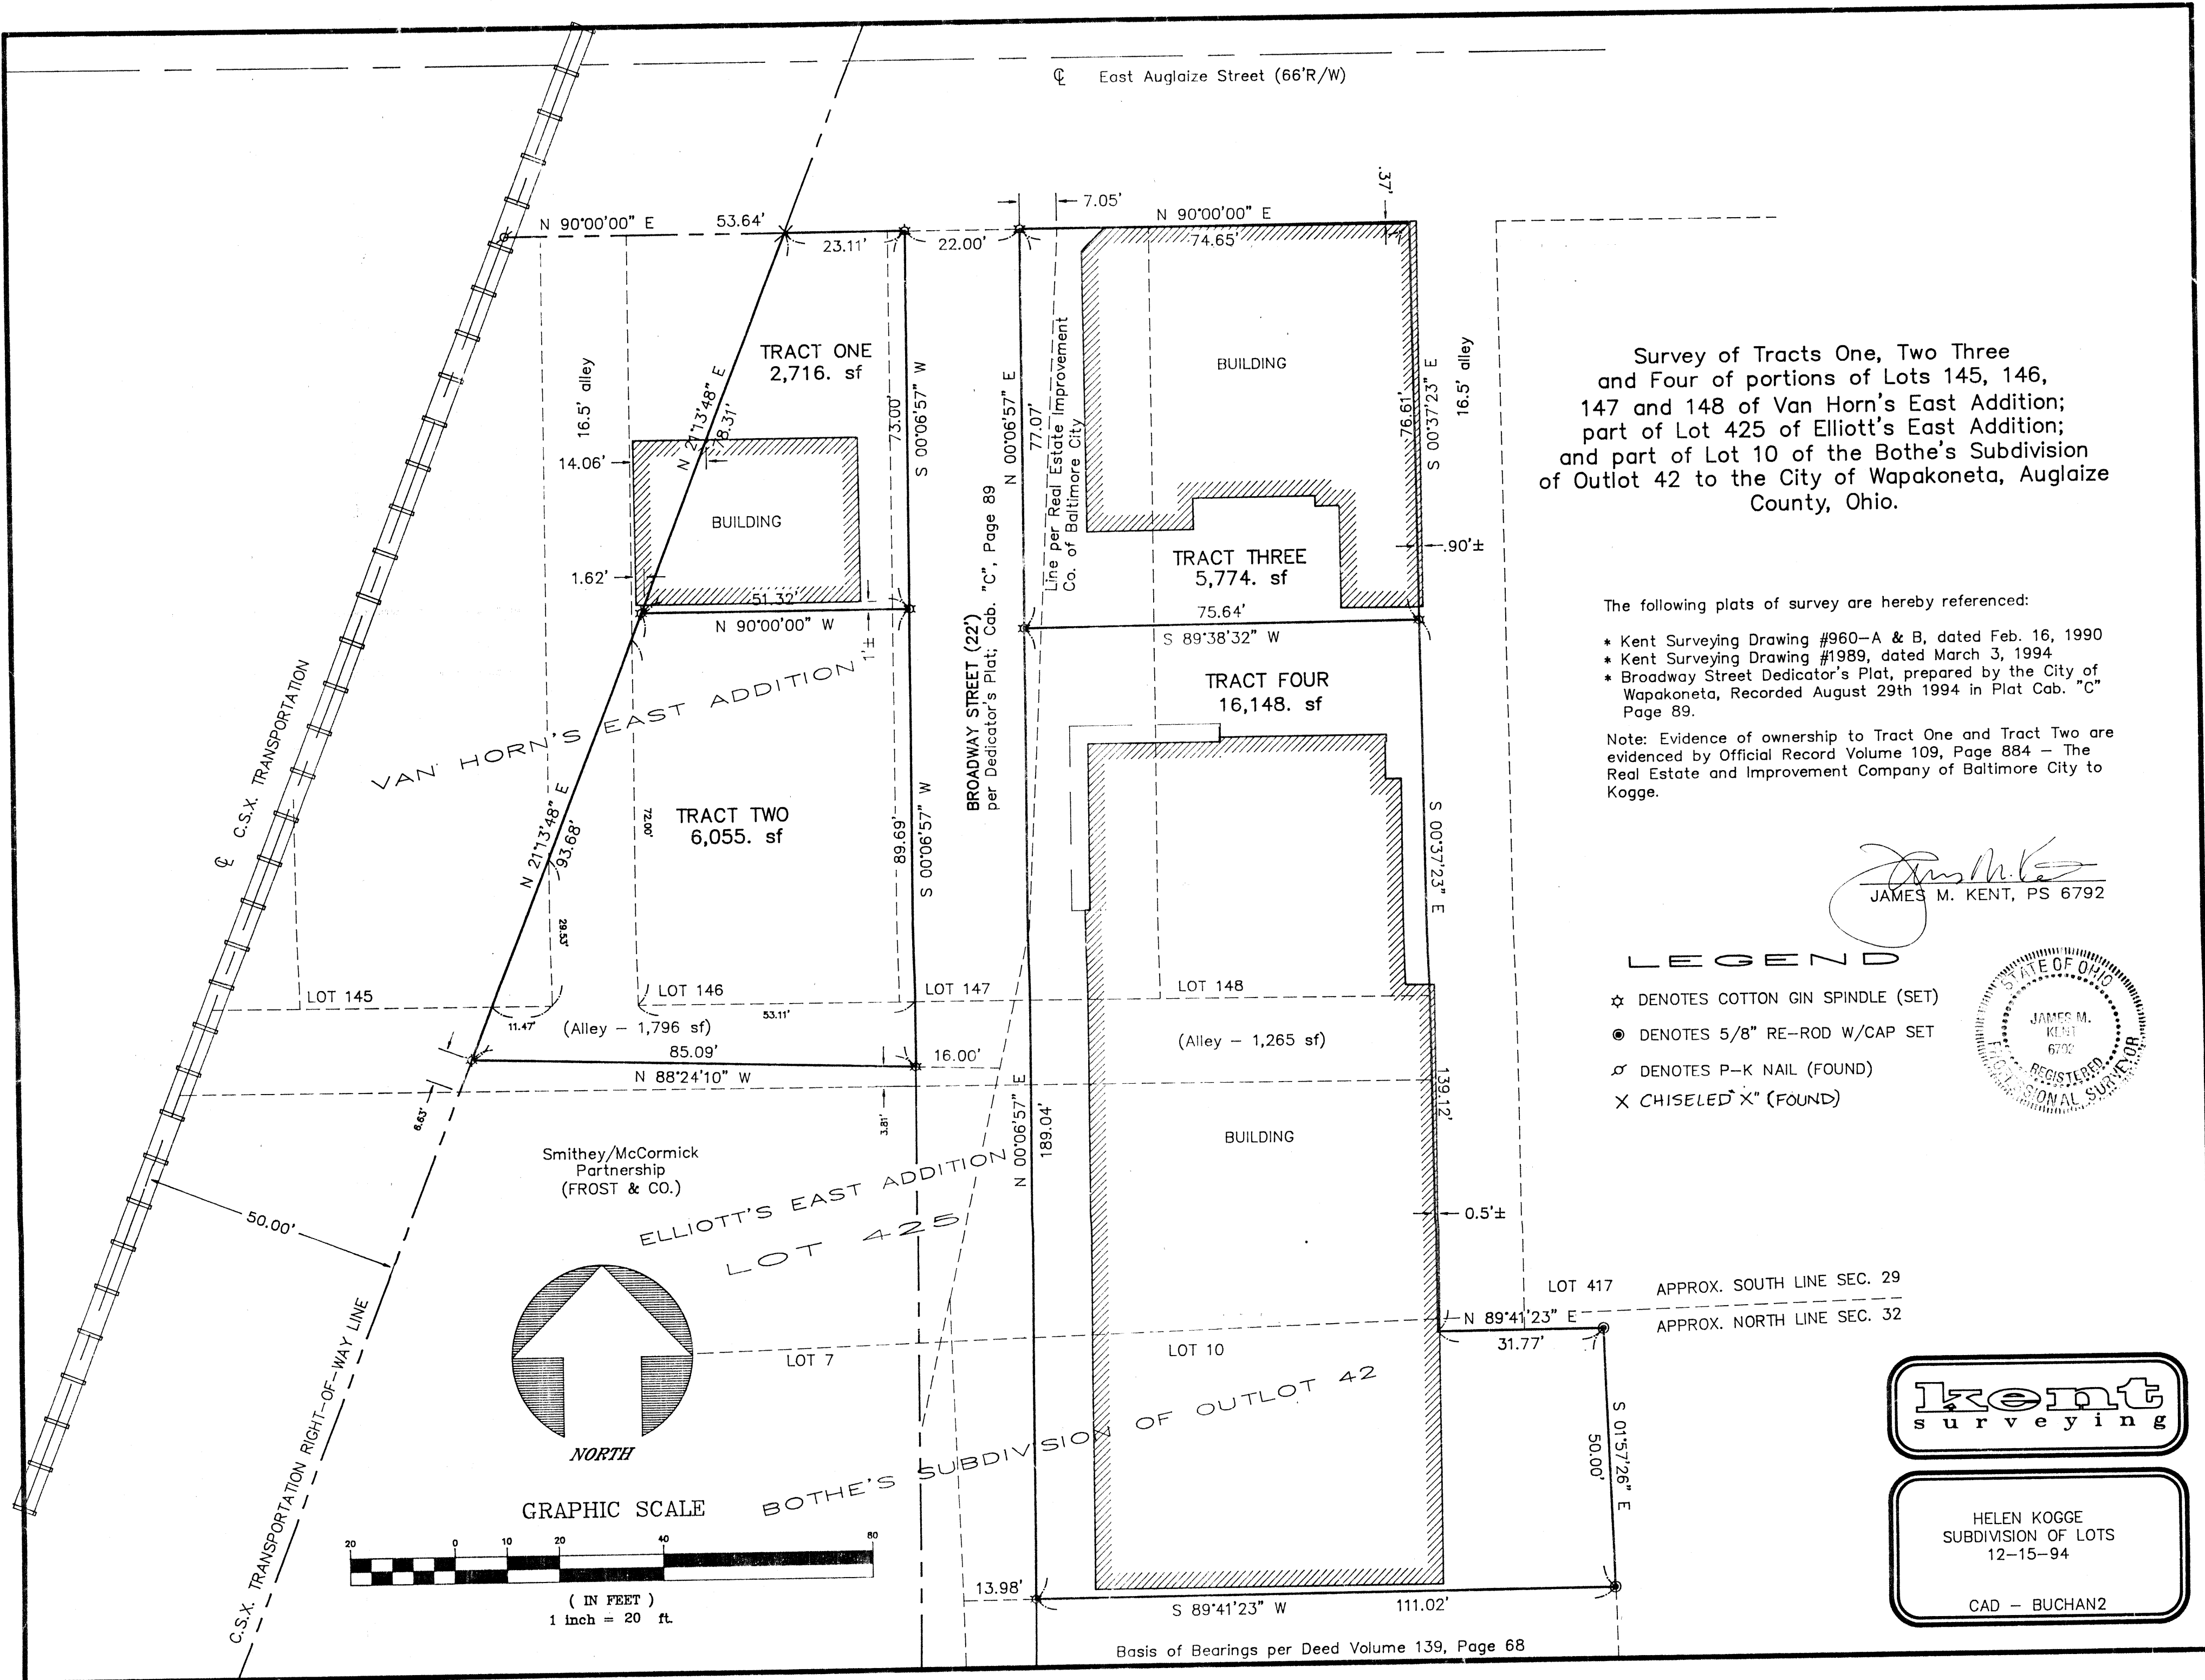 ℄ East Auglaize Street (66'R/W)
7.05'
.37'
N 90°00'00" E
53.64'
23.11'
22.00'
N 90°00'00" E
74.65'
TRACT ONE
2,716. sf
16.5' alley
N 21°13'48" E
78.31'
73.00'
S 00°06'57" W
14.06'
BUILDING
1.62'
51.32'
N 90°00'00" W
1'±
N 00°06'57" E
77.07'
Line per Real Estate Improvement
Co. of Baltimore City
BROADWAY STREET (22')
per Dedicator's Plat; Cab. "C", Page 89
BUILDING
76.61'
S 00°37'23" E
16.5' alley
.90'±
TRACT THREE
5,774. sf
75.64'
S 89°38'32" W
TRACT FOUR
16,148. sf
Survey of Tracts One, Two Three
and Four of portions of Lots 145, 146,
147 and 148 of Van Horn's East Addition;
part of Lot 425 of Elliott's East Addition;
and part of Lot 10 of the Bothe's Subdivision
of Outlot 42 to the City of Wapakoneta, Auglaize
County, Ohio.
The following plats of survey are hereby referenced:
* Kent Surveying Drawing #960-A & B, dated Feb. 16, 1990
* Kent Surveying Drawing #1989, dated March 3, 1994
* Broadway Street Dedicator's Plat, prepared by the City of
Wapakoneta, Recorded August 29th 1994 in Plat Cab. "C"
Page 89.
Note: Evidence of ownership to Tract One and Tract Two are
evidenced by Official Record Volume 109, Page 884 – The
Real Estate and Improvement Company of Baltimore City to
Kogge.
JAMES M. KENT, PS 6792
LEGEND
DENOTES COTTON GIN SPINDLE (SET)
DENOTES 5/8" RE-ROD W/CAP SET
DENOTES P-K NAIL (FOUND)
X CHISELED "X" (FOUND)
STATE OF OHIO
JAMES M.
KENT
6792
REGISTERED
PROFESSIONAL SURVEYOR
℄ C.S.X. TRANSPORTATION
VAN HORN'S EAST ADDITION
N 21°13'48" E
93.68'
72.00'
TRACT TWO
6,055. sf
89.69'
S 00°06'57" W
29.53'
S 00°37'23" E
LOT 145
LOT 146
LOT 147
LOT 148
11.47'
(Alley – 1,796 sf)
53.11'
(Alley – 1,265 sf)
85.09'
16.00'
N 88°24'10" W
6.63'
3.81'
N 00°06'57" E
189.04'
139.12'
BUILDING
Smithey/McCormick
Partnership
(FROST & CO.)
ELLIOTT'S EAST ADDITION
LOT 425
50.00'
0.5'±
LOT 417
APPROX. SOUTH LINE SEC. 29
N 89°41'23" E
APPROX. NORTH LINE SEC. 32
31.77'
LOT 7
LOT 10
BOTHE'S SUBDIVISION OF OUTLOT 42
S 01°57'26" E
50.00'
C.S.X. TRANSPORTATION RIGHT-OF-WAY LINE
NORTH
GRAPHIC SCALE
20 0 10 20 40 80
( IN FEET )
1 inch = 20 ft.
13.98'
S 89°41'23" W
111.02'
Basis of Bearings per Deed Volume 139, Page 68
kent
surveying
HELEN KOGGE
SUBDIVISION OF LOTS
12-15-94
CAD – BUCHAN2